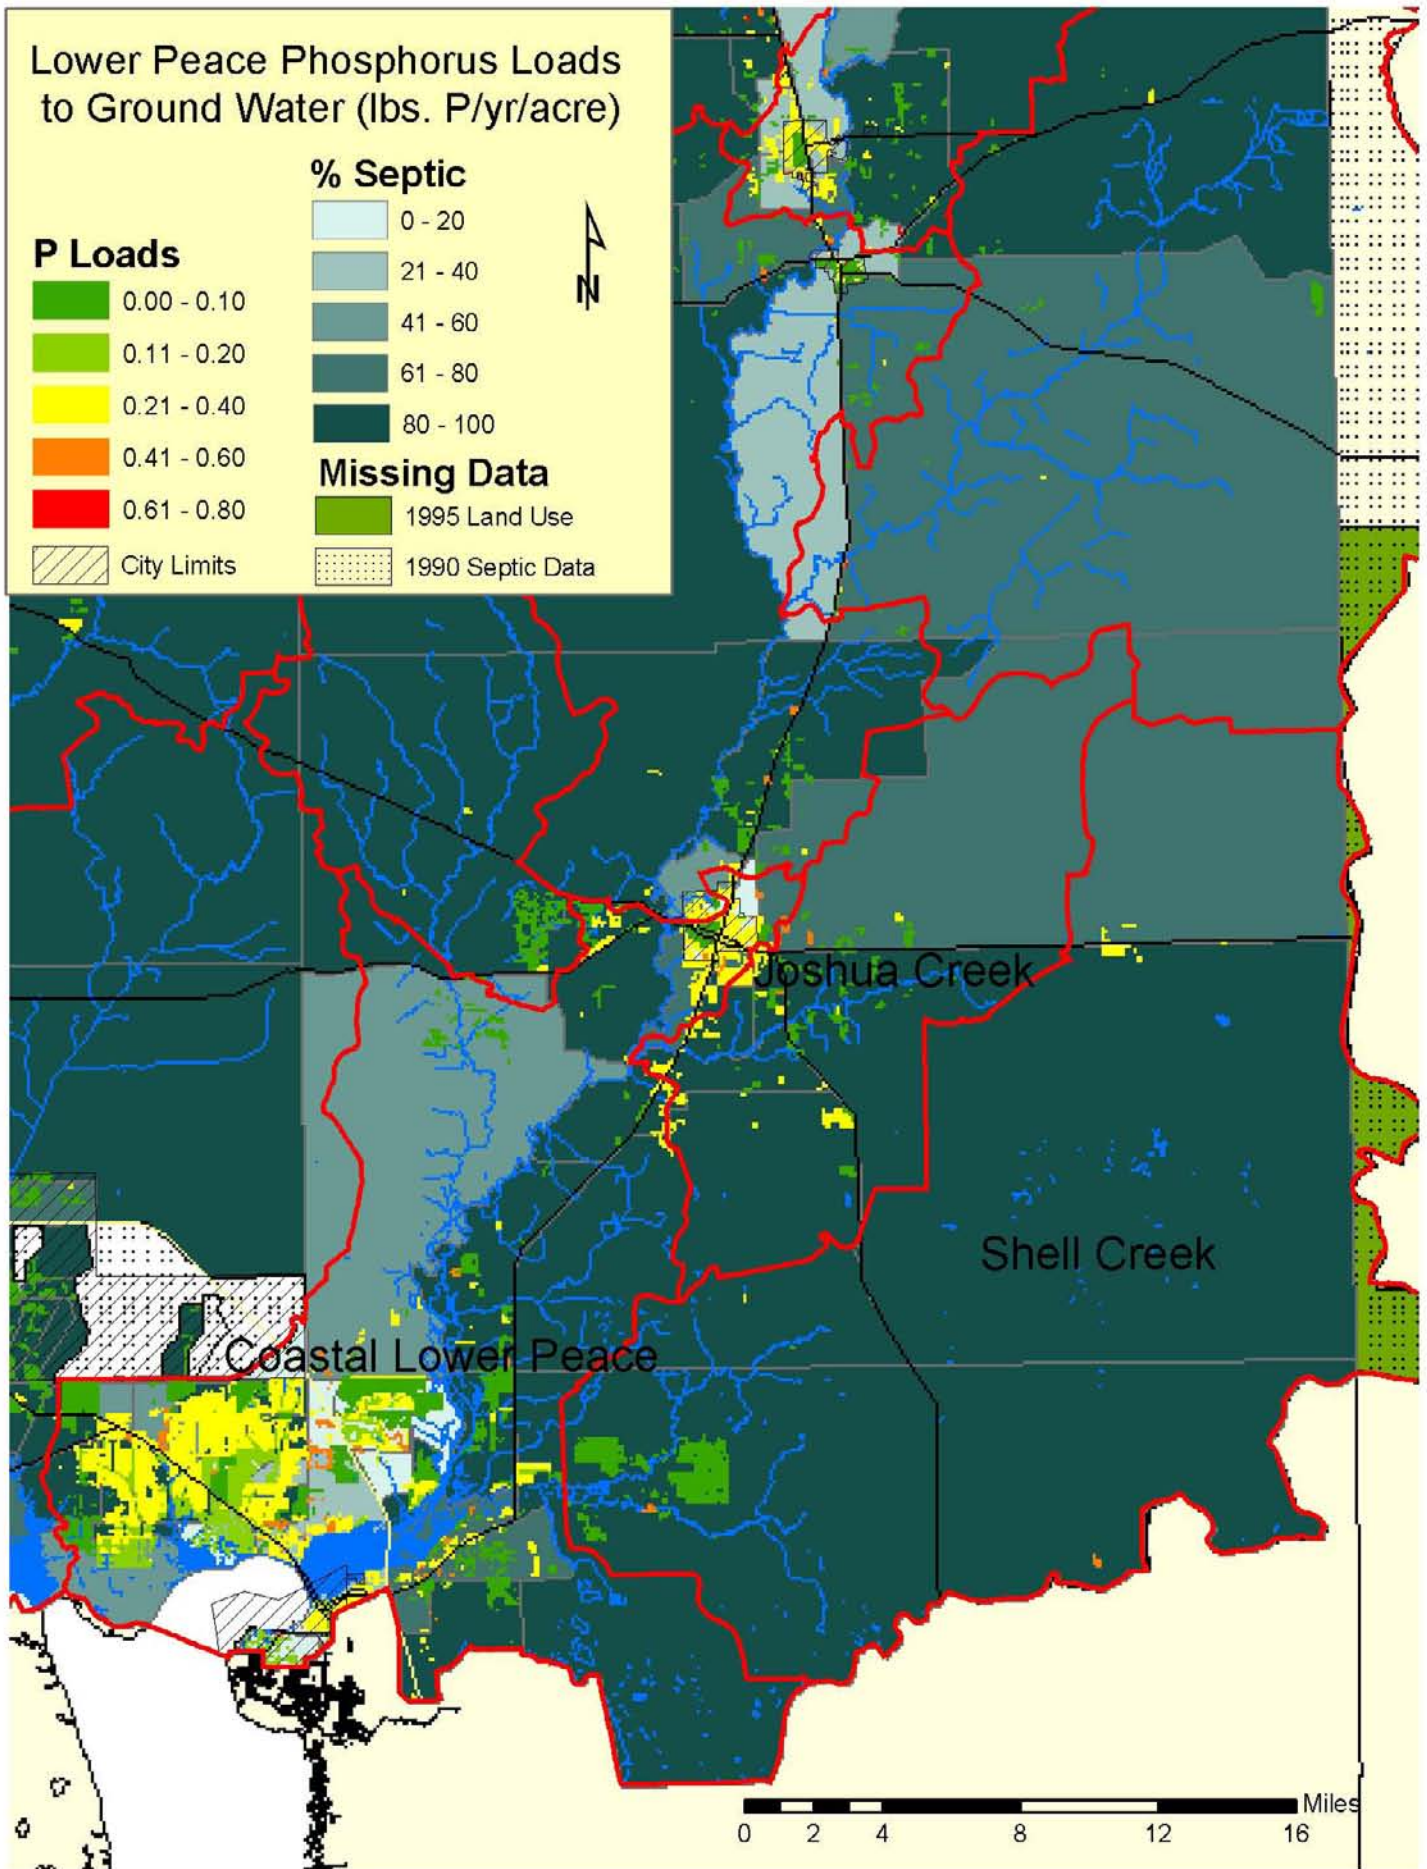 Lower Peace Phosphorus Loads
to Ground Water (lbs. P/yr/acre)
% Septic
0 - 20
21 - 40
41 - 60
61 - 80
80 - 100
N
P Loads
0.00 - 0.10
0.11 - 0.20
0.21 - 0.40
0.41 - 0.60
0.61 - 0.80
City Limits
Missing Data
1995 Land Use
1990 Septic Data
Joshua Creek
Shell Creek
Coastal Lower Peace
Miles
0 2 4 8 12 16